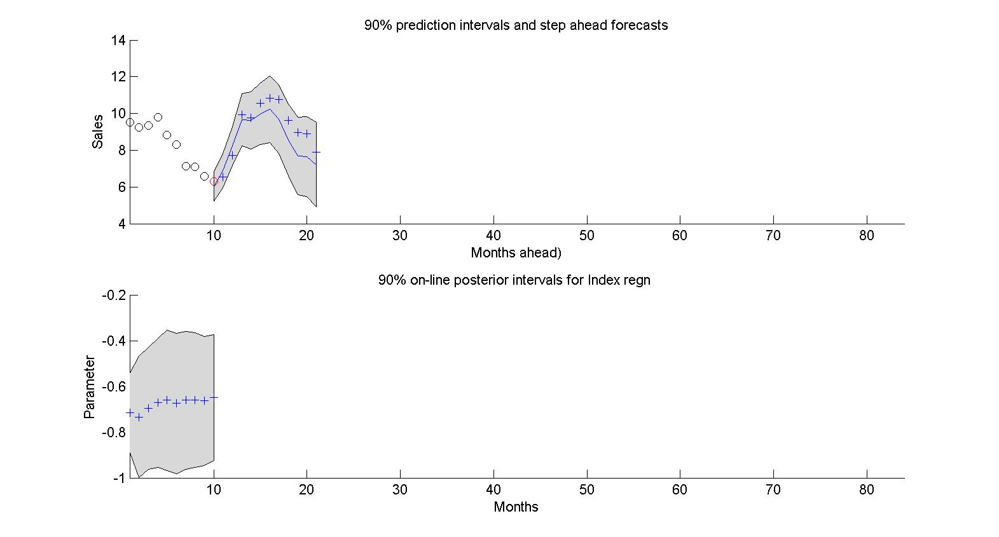 90% prediction intervals and step ahead forecasts
14
12
10
8
6
4
Sales
10 20 30 40 50 60 70 80
Months ahead)
90% on-line posterior intervals for Index regn
-0.2
-0.4
-0.6
-0.8
-1
Parameter
10 20 30 40 50 60 70 80
Months